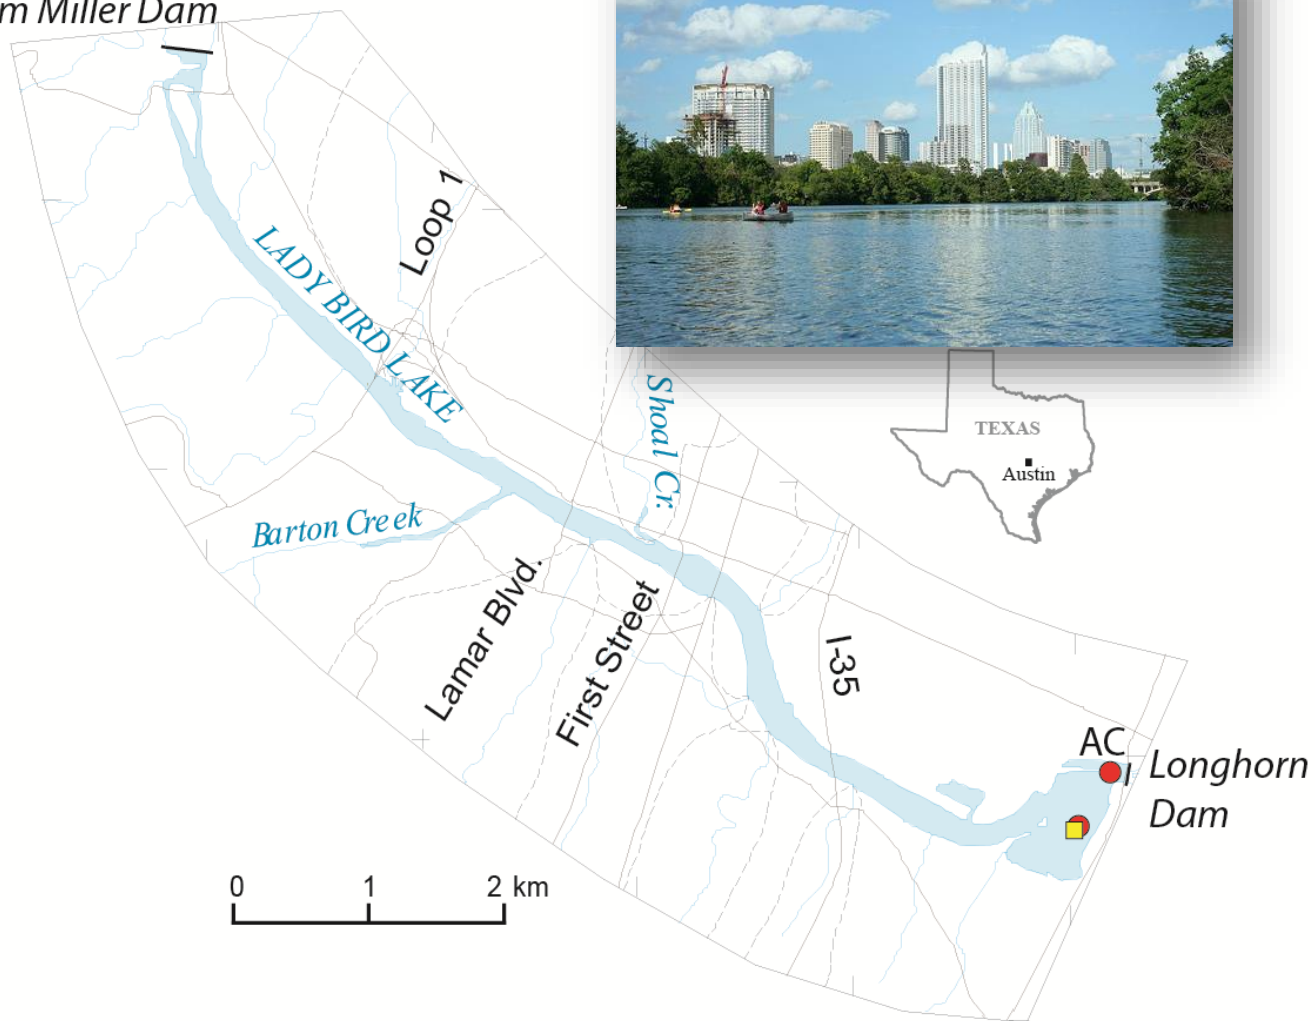 m Miller Dam
Loop 1
LADY BIRD LAKE
Shoal Cr.
TEXAS
Austin
Barton Creek
Lamar Blvd.
First Street
I-35
AC
Longhorn
Dam
0 1 2 km